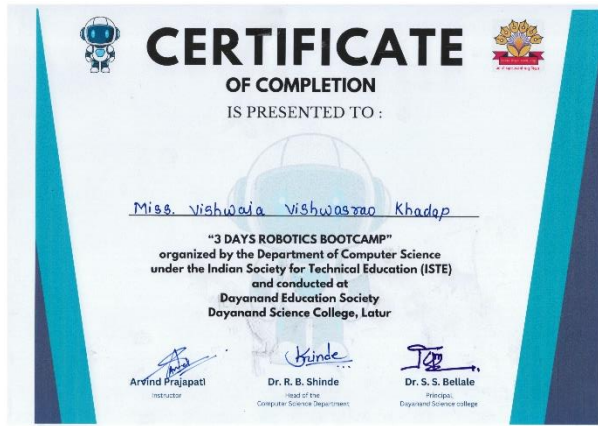 CERTIFICATE
OF COMPLETION
IS PRESENTED TO :
Miss. Vishwaja Vishwasrao Khadap
“3 DAYS ROBOTICS BOOTCAMP”
organized by the Department of Computer Science
under the Indian Society for Technical Education (ISTE)
and conducted at
Dayanand Education Society
Dayanand Science College, Latur
Arvind Prajapati
Instructor
Dr. R. B. Shinde
Head of the
Computer Science Department
Dr. S. S. Bellale
Principal,
Dayanand Science college